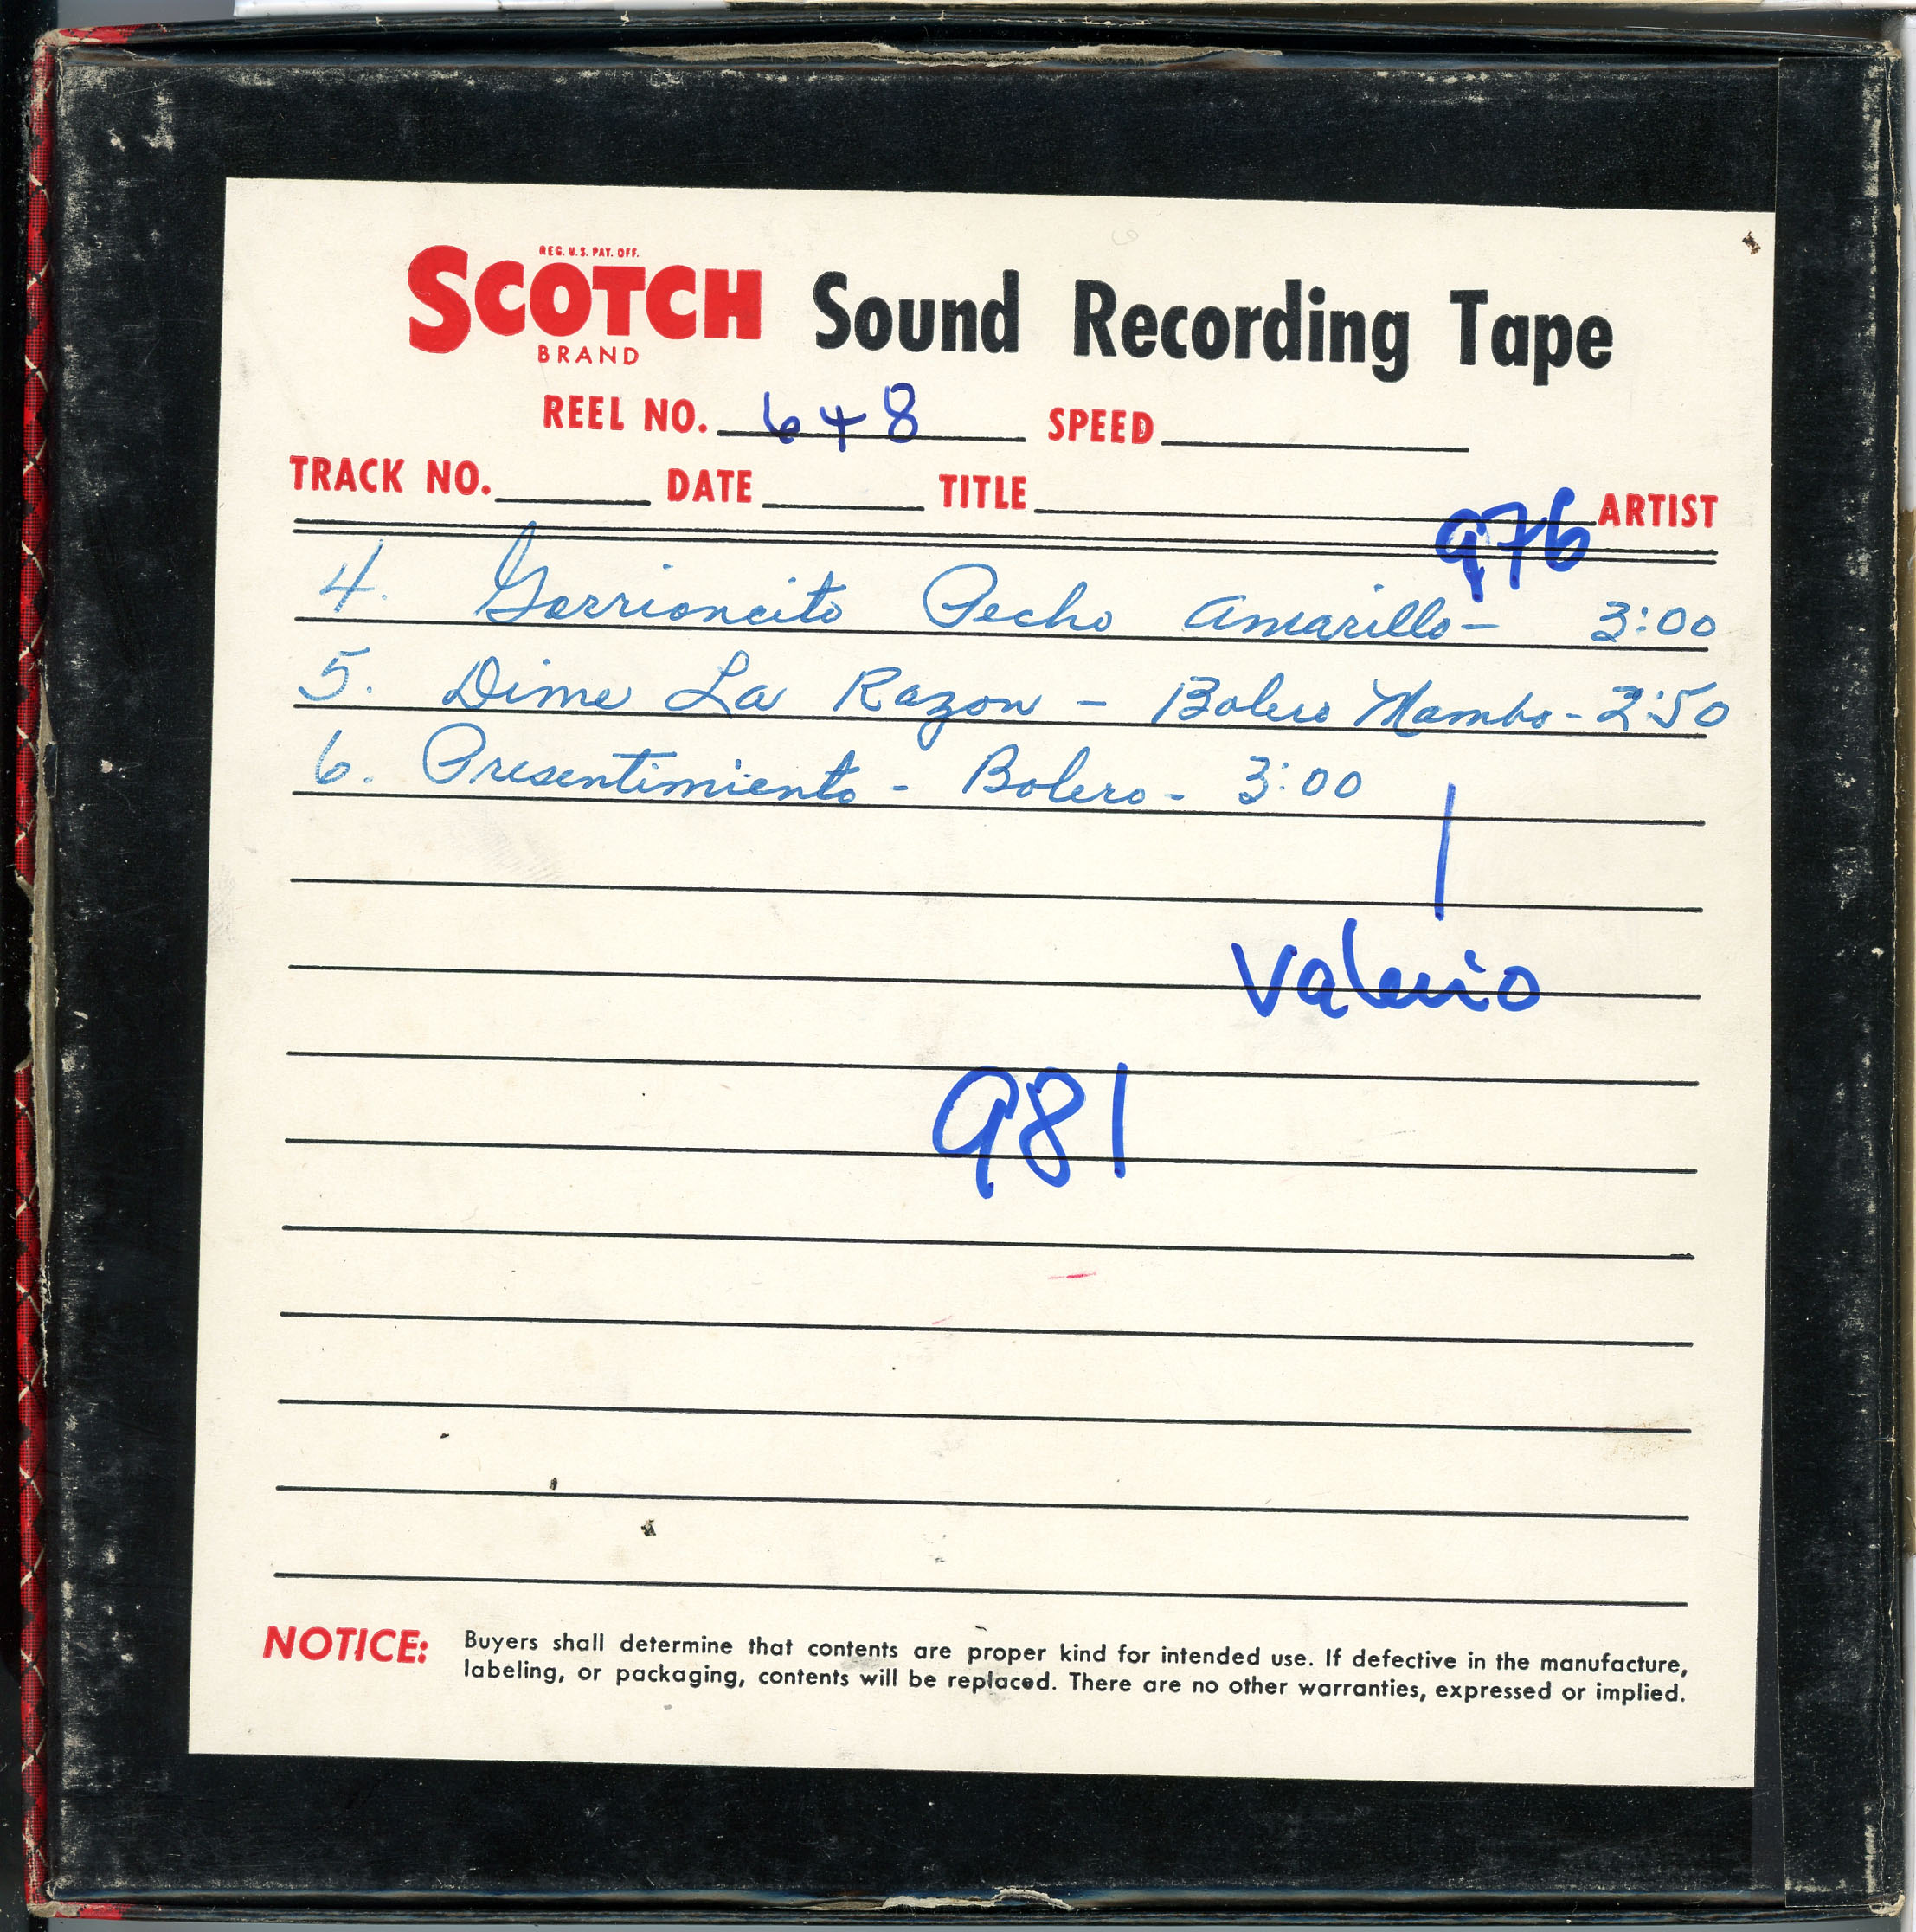 REG. U.S. PAT. OFF.
SCOTCH Sound Recording Tape
BRAND
REEL NO. 648 SPEED
TRACK NO. DATE TITLE ARTIST
976
4. Gorrioncito Pecho Amarillo - 3:00
5. Dime La Razon - Bolero Mambo - 2:50
6. Presentimiento - Bolero - 3:00
Valerio
981
NOTICE: Buyers shall determine that contents are proper kind for intended use. If defective in the manufacture,
labeling, or packaging, contents will be replaced. There are no other warranties, expressed or implied.